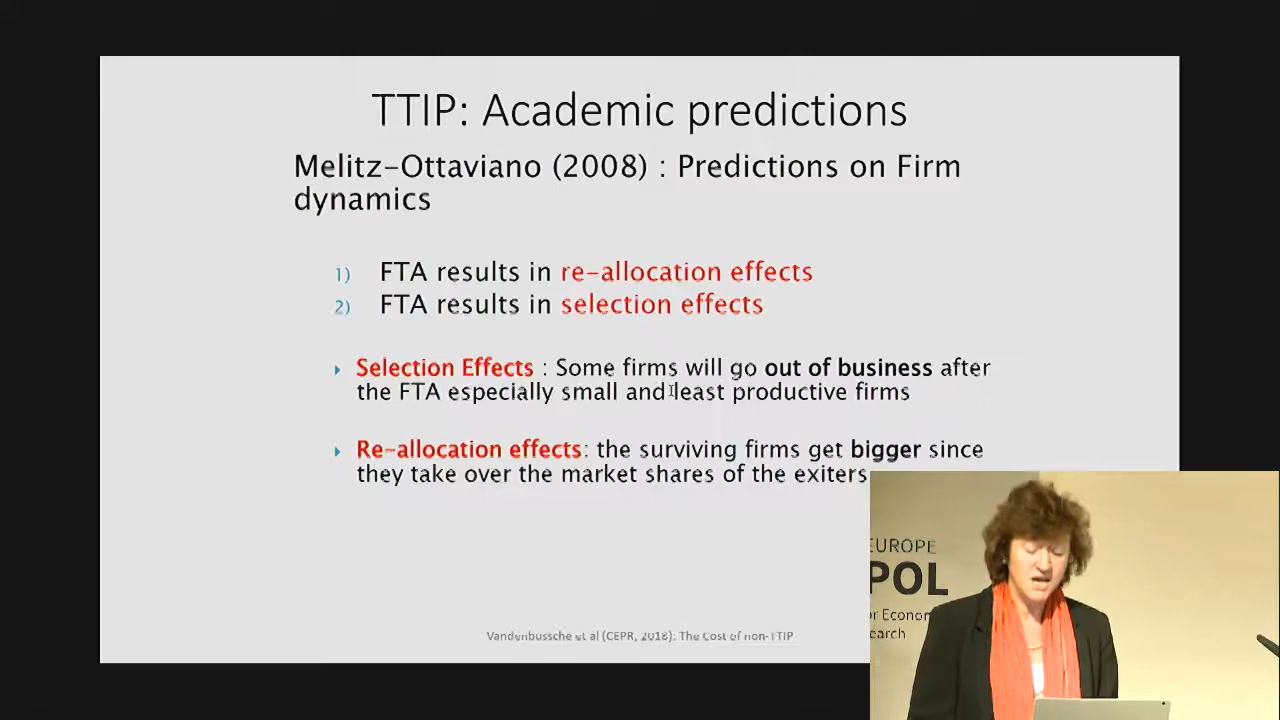 TTIP: Academic predictions
Melitz-Ottaviano (2008) : Predictions on Firm
dynamics
1) FTA results in re-allocation effects
2) FTA results in selection effects
Selection Effects : Some firms will go out of business after
the FTA especially small and least productive firms
Re-allocation effects: the surviving firms get bigger since
they take over the market shares of the exiters
EUROPE
POL
or Econom
earch
Vandenbussche et al (CEPR, 2018): The Cost of non-TTIP